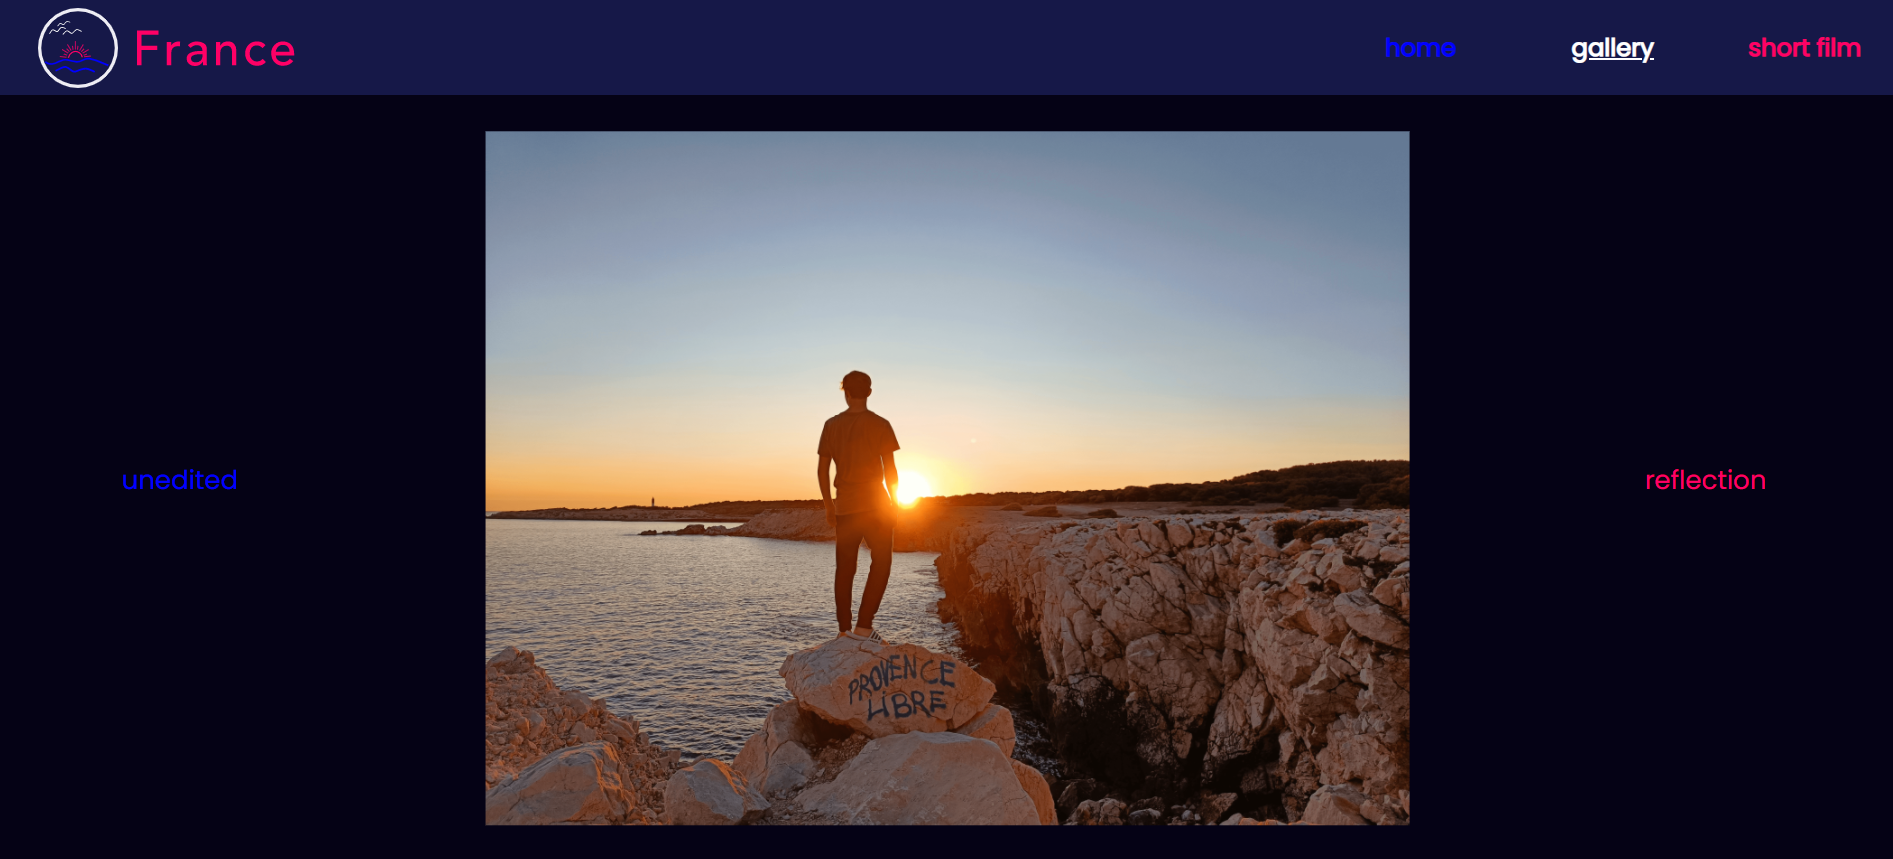 France
home
gallery
short film
unedited
reflection
PROVENCE
LIBRE